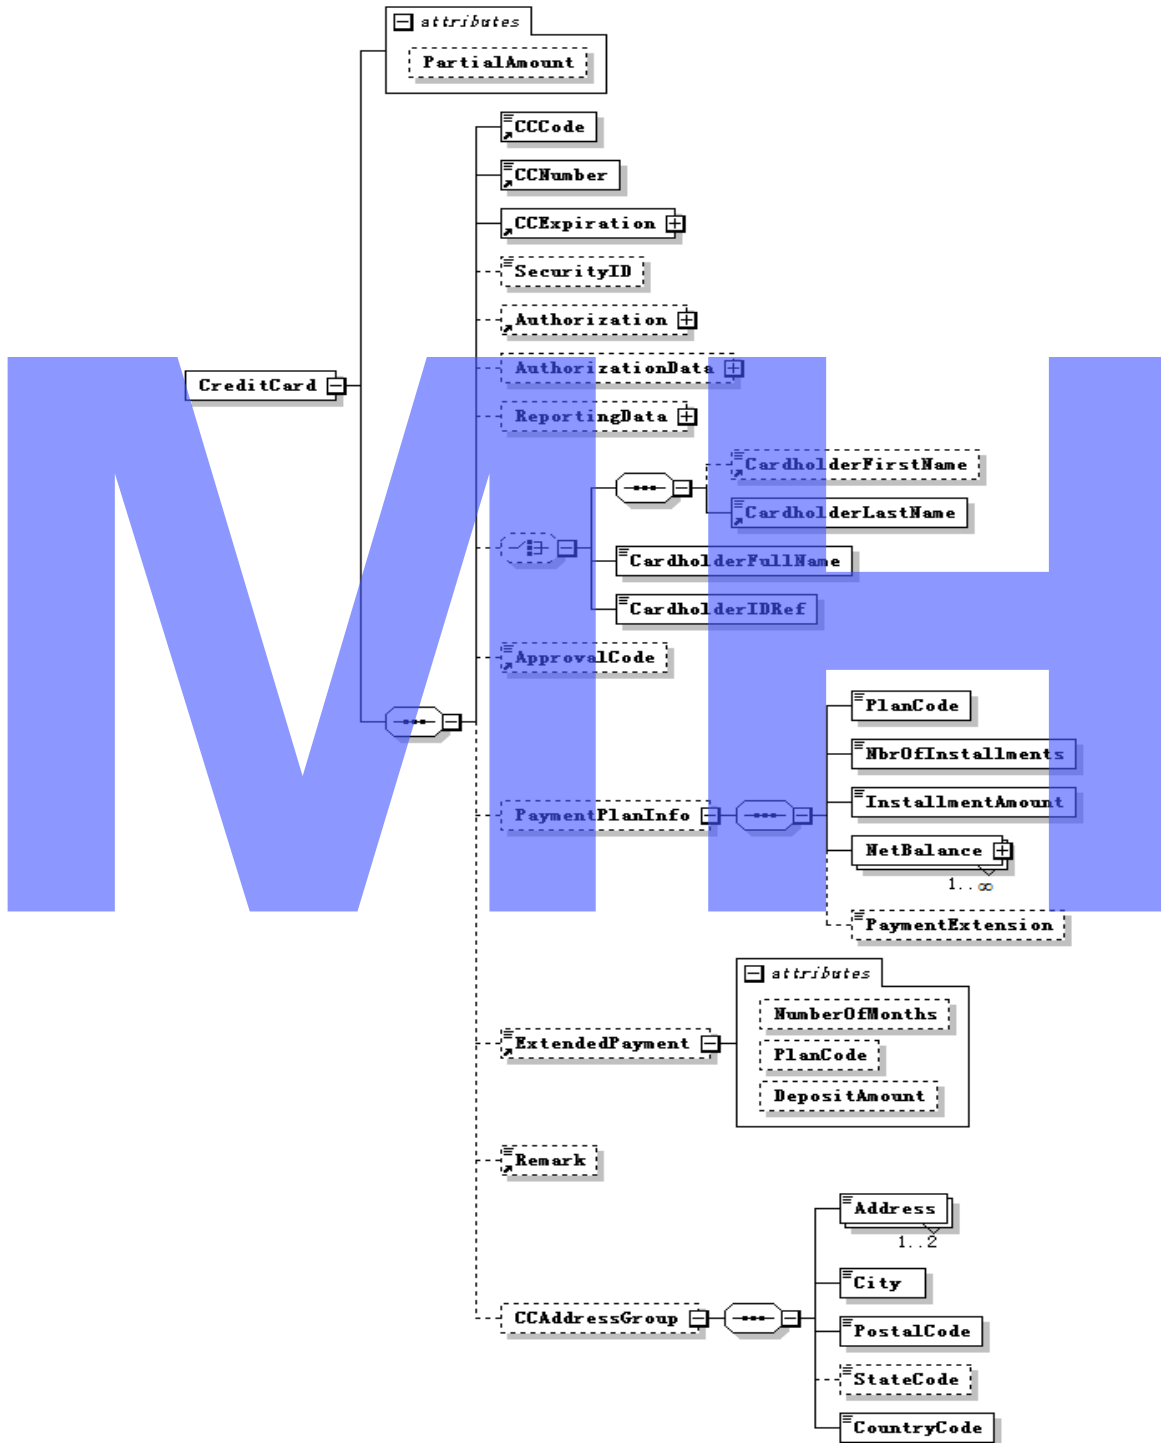 attributes
PartialAmount
CCCode
CCNumber
CCExpiration
SecurityID
Authorization
AuthorizationData
CreditCard
ReportingData
CardholderFirstName
CardholderLastName
CardholderFullName
CardholderIDRef
ApprovalCode
PlanCode
NbrOfInstallments
InstallmentAmount
PaymentPlanInfo
NetBalance
1..∞
PaymentExtension
attributes
NumberOfMonths
ExtendedPayment
PlanCode
DepositAmount
Remark
Address
1..2
City
CCAddressGroup
PostalCode
StateCode
CountryCode
MH